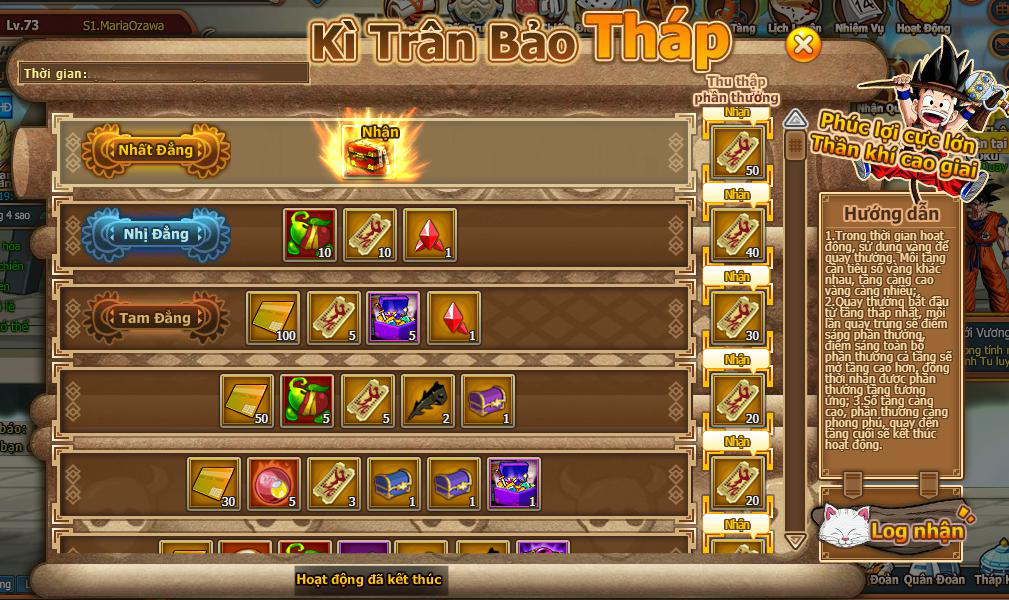 Lv.73
S1.MariaOzawa
Kì Trân Bảo Tháp
Lịch
Nhiệm Vụ
Hoạt Động
Thời gian:
Thu thập
phần thưởng
Nhất Đẳng
Nhận
Nhận
50
Phúc lợi cực lớn
Thần khí cao giai
Nhị Đẳng
10
10
1
Nhận
40
4 sao
Tam Đẳng
100
5
5
1
Nhận
30
50
5
5
2
1
Nhận
20
30
5
3
1
1
1
Nhận
20
Nhận
Hướng dẫn
1.Trong thời gian hoạt
động, sử dụng vàng để
quay thưởng. Mỗi tầng
cần tiêu số vàng khác
nhau, tầng càng cao
vàng càng nhiều;
2.Quay thưởng bắt đầu
từ tầng thấp nhất, mỗi
lần quay trúng sẽ điểm
sáng phần thưởng,
điểm sáng toàn bộ
phần thưởng cả tầng sẽ
mở tầng cao hơn, đồng
thời nhận được phần
thưởng tầng tương
ứng; 3.Số tầng càng
cao, phần thưởng càng
phong phú, quay đến
tầng cuối sẽ kết thúc
hoạt động.
Log nhận
Hoạt động đã kết thúc
Đoàn
Quân Đoàn
Tháp